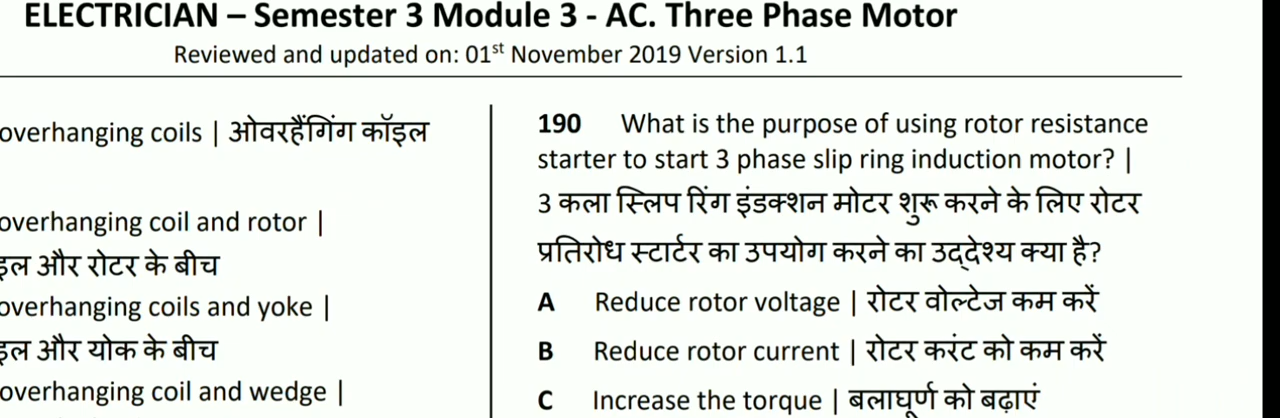 ELECTRICIAN – Semester 3 Module 3 - AC. Three Phase Motor
Reviewed and updated on: 01st November 2019 Version 1.1
overhanging coils | ओवरहैंगिंग कॉइल
overhanging coil and rotor |
इल और रोटर के बीच
overhanging coils and yoke |
इल और योक के बीच
overhanging coil and wedge |
190 What is the purpose of using rotor resistance
starter to start 3 phase slip ring induction motor? |
3 कला स्लिप रिंग इंडक्शन मोटर शुरू करने के लिए रोटर
प्रतिरोध स्टार्टर का उपयोग करने का उद्देश्य क्या है?
A Reduce rotor voltage | रोटर वोल्टेज कम करें
B Reduce rotor current | रोटर करंट को कम करें
C Increase the torque | बलाघूर्ण को बढ़ाएं